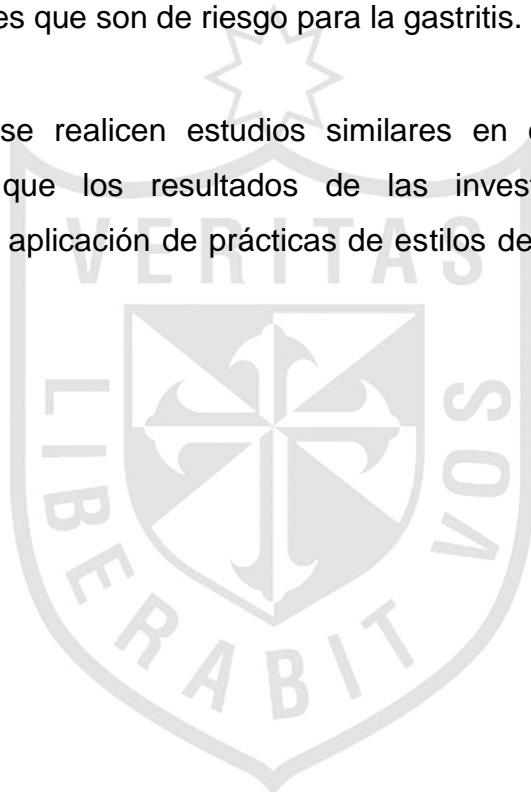 es que son de riesgo para la gastritis.
se realicen estudios similares en
que los resultados de las invest
aplicación de prácticas de estilos de
VERITAS
LIBERABIT
VOS